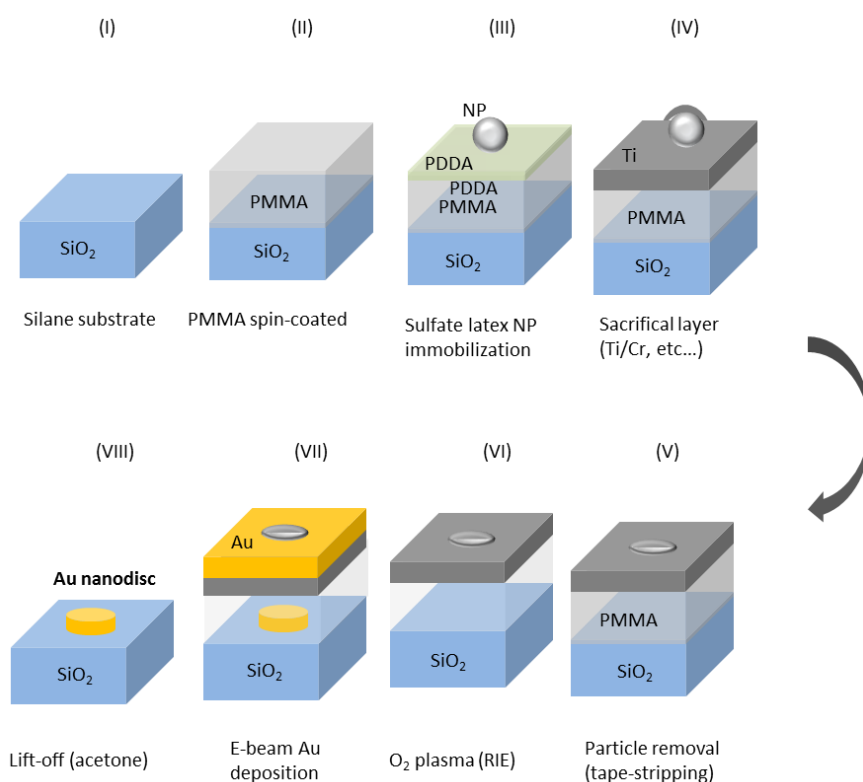 (I)
(II)
(III)
(IV)
NP
PDDA
PDDA
PMMA
SiO₂
Ti
PMMA
SiO₂
PMMA
SiO₂
SiO₂
Silane substrate
PMMA spin-coated
Sulfate latex NP
immobilization
Sacrifical layer
(Ti/Cr, etc...)
(VIII)
(VII)
(VI)
(V)
Au nanodisc
SiO₂
Au
SiO₂
SiO₂
PMMA
SiO₂
Lift-off (acetone)
E-beam Au
deposition
O₂ plasma (RIE)
Particle removal
(tape-stripping)